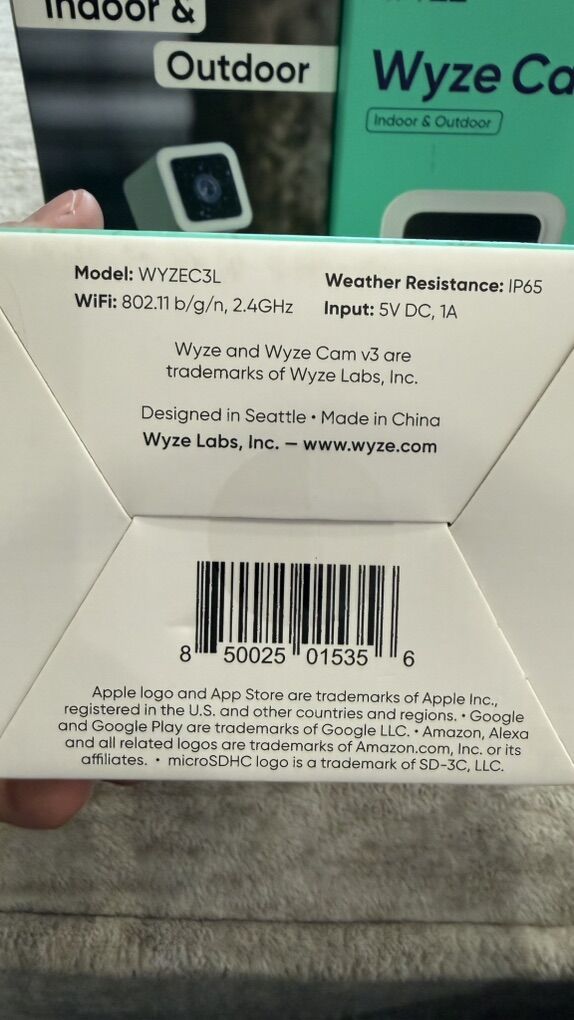 Indoor &
Outdoor
Wyze Ca
Indoor & Outdoor
Model: WYZEC3L
WiFi: 802.11 b/g/n, 2.4GHz
Weather Resistance: IP65
Input: 5V DC, 1A
Wyze and Wyze Cam v3 are
trademarks of Wyze Labs, Inc.
Designed in Seattle • Made in China
Wyze Labs, Inc. – www.wyze.com
8 50025 01535 6
Apple logo and App Store are trademarks of Apple Inc.,
registered in the U.S. and other countries and regions. • Google
and Google Play are trademarks of Google LLC. • Amazon, Alexa
and all related logos are trademarks of Amazon.com, Inc. or its
affiliates. • microSDHC logo is a trademark of SD-3C, LLC.